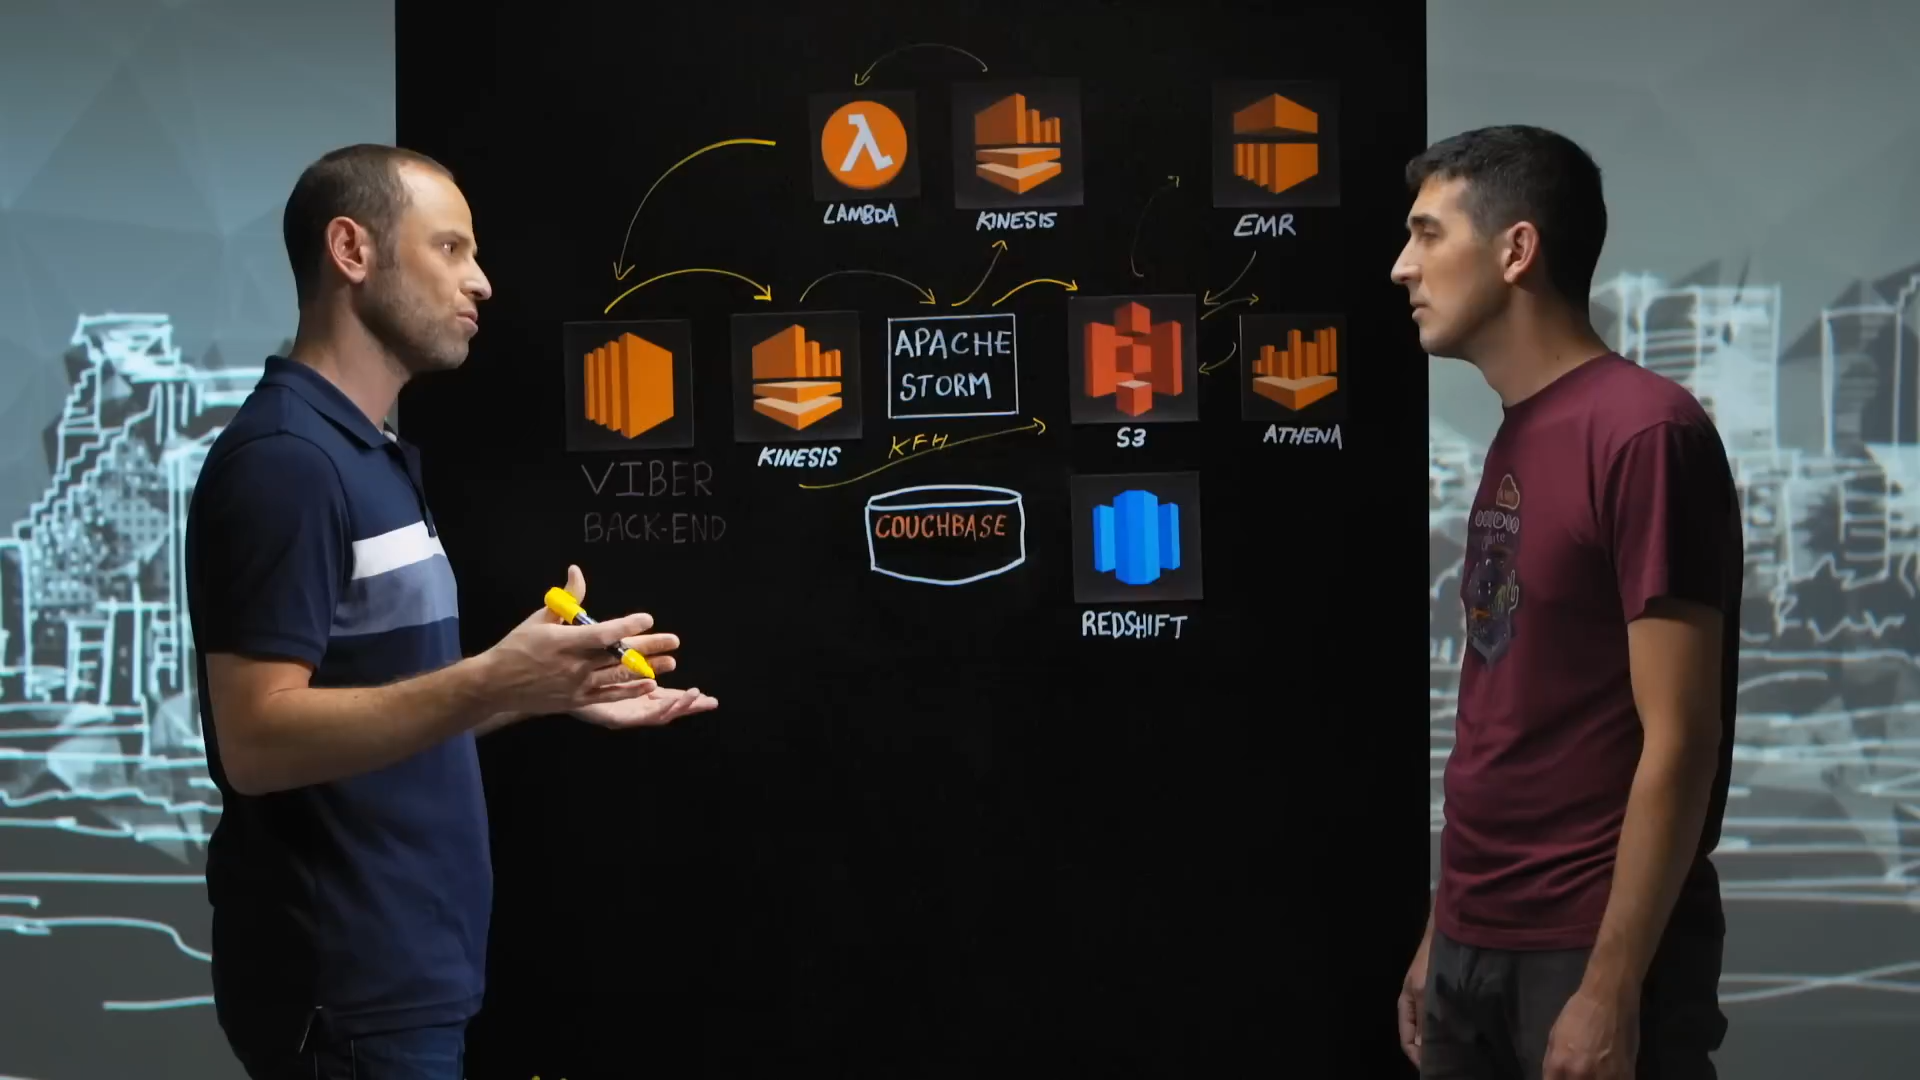 λ
LAMBDA
KINESIS
EMR
APACHE
STORM
KINESIS
KFH
S3
ATHENA
VIBER
BACK-END
COUCHBASE
REDSHIFT